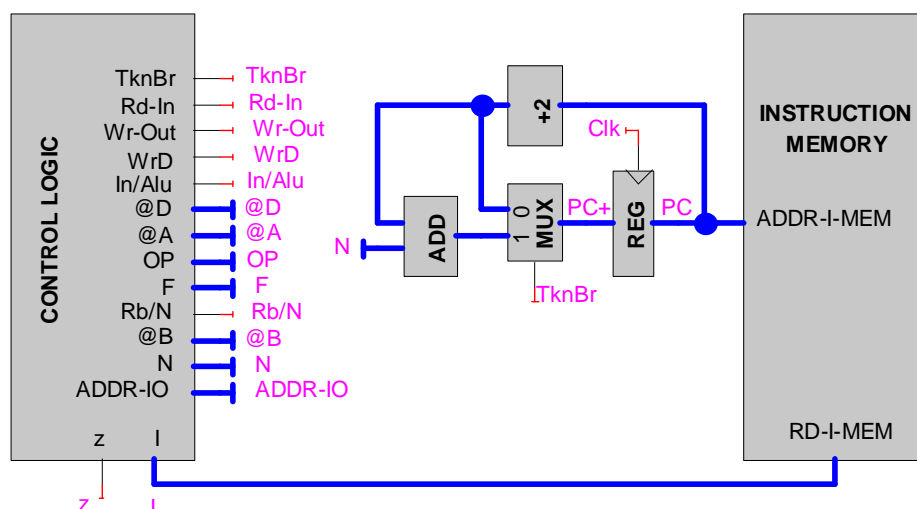 CONTROL LOGIC
TknBr
Rd-In
Wr-Out
WrD
In/Alu
@D
@A
OP
F
Rb/N
@B
N
ADDR-IO
z
I
TknBr
Rd-In
Wr-Out
WrD
In/Alu
@D
@A
OP
F
Rb/N
@B
N
ADDR-IO
z
N
ADD
+2
0
1
MUX
TknBr
PC+
Clk
REG
PC
INSTRUCTION
MEMORY
ADDR-I-MEM
RD-I-MEM